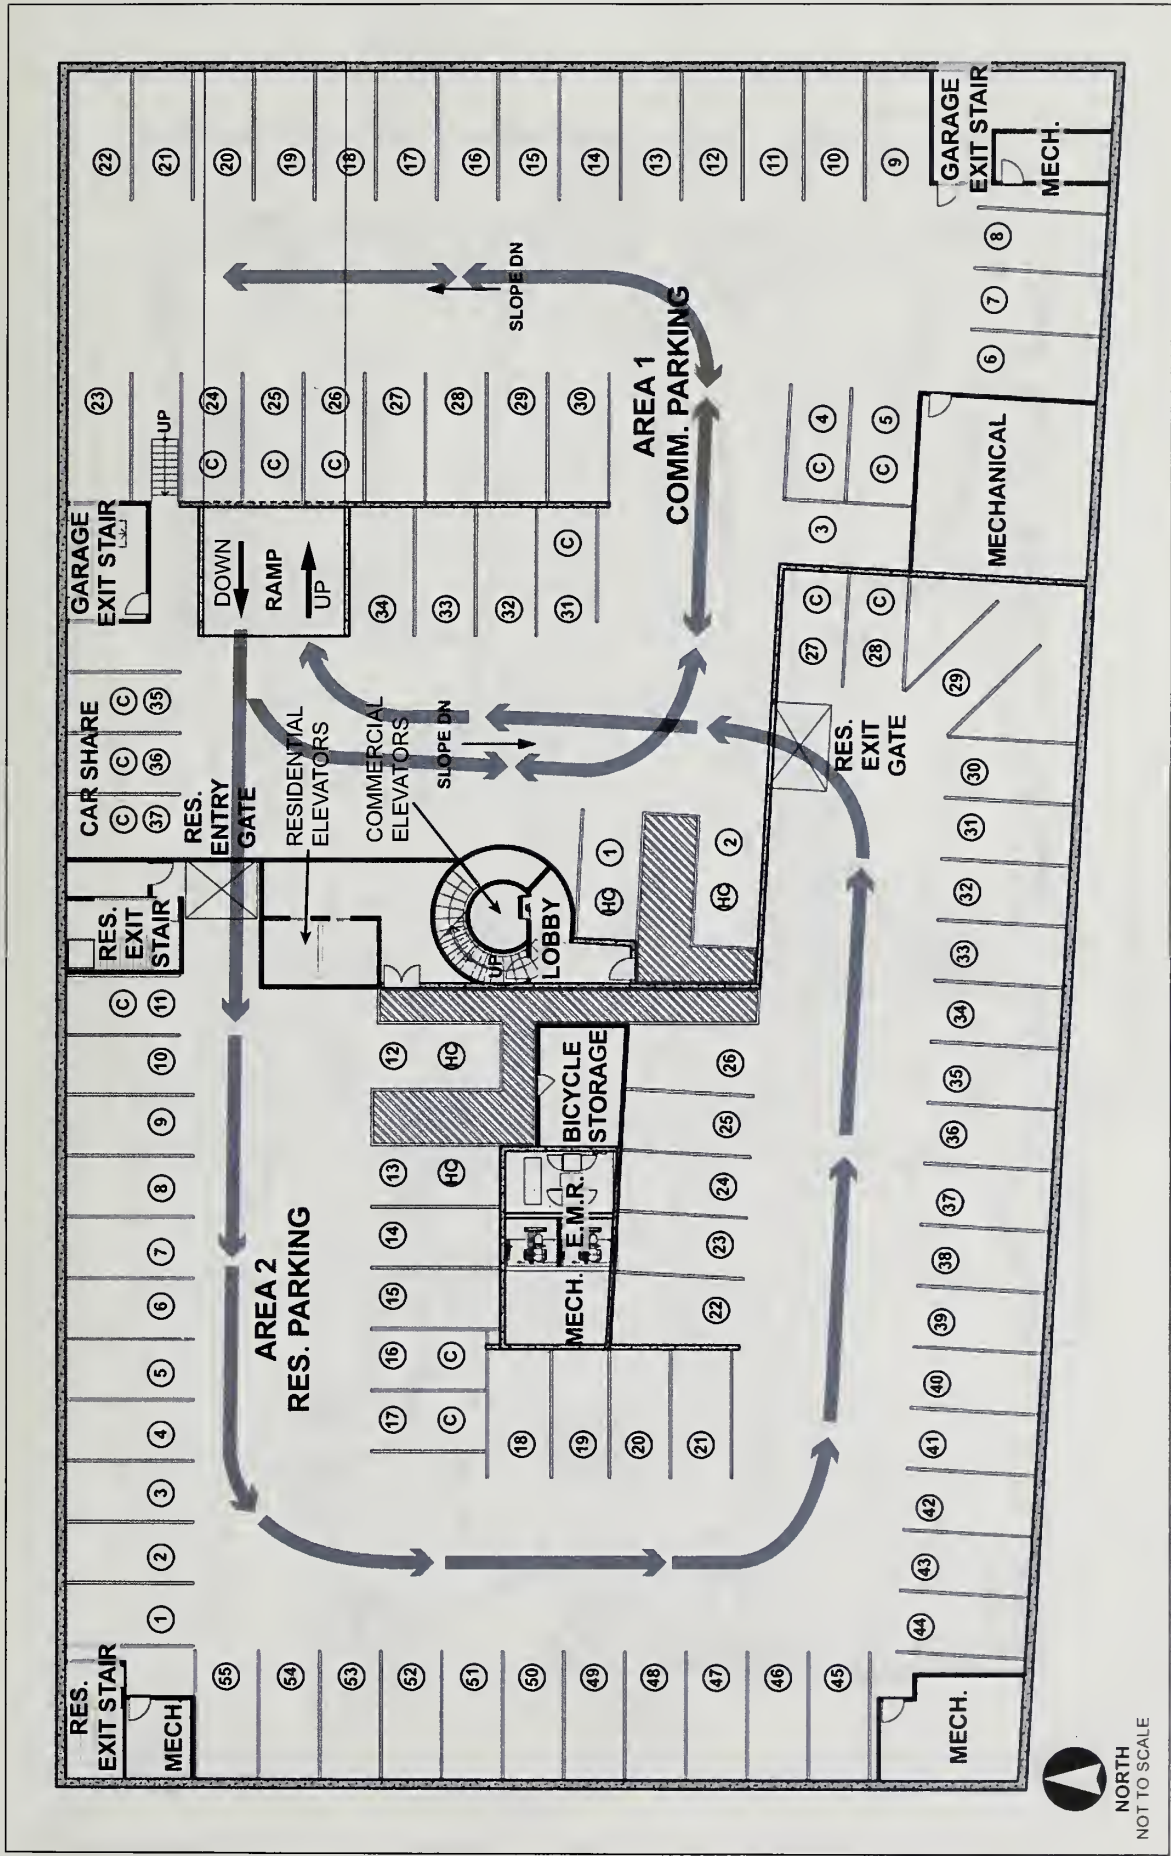 RES.
EXIT STAIR
MECH.
1
2
3
4
5
6
7
8
9
10
11
C
RES.
EXIT
STAIR
CAR SHARE
C
C
C
37
36
35
GARAGE
EXIT STAIR
UP
23
22
21
20
19
18
17
16
15
14
13
12
11
10
9
RES.
ENTRY
GATE
DOWN
RAMP
UP
C
24
C
25
C
26
27
28
29
30
34
33
32
31
C
RESIDENTIAL
ELEVATORS
COMMERCIAL
ELEVATORS
SLOPE DN
SLOPE DN
AREA 1
COMM. PARKING
AREA 2
RES. PARKING
55
54
53
52
51
50
49
48
47
46
45
17
16
15
14
13
12
C
C
HC
HC
18
19
20
21
MECH.
E.M.R.
BICYCLE
STORAGE
UP
LOBBY
HC
1
HC
2
22
23
24
25
26
RES.
EXIT
GATE
27
C
28
C
29
3
C
4
C
5
MECHANICAL
6
7
8
GARAGE
EXIT STAIR
MECH.
MECH.
44
43
42
41
40
39
38
37
36
35
34
33
32
31
30
NORTH
NOT TO SCALE